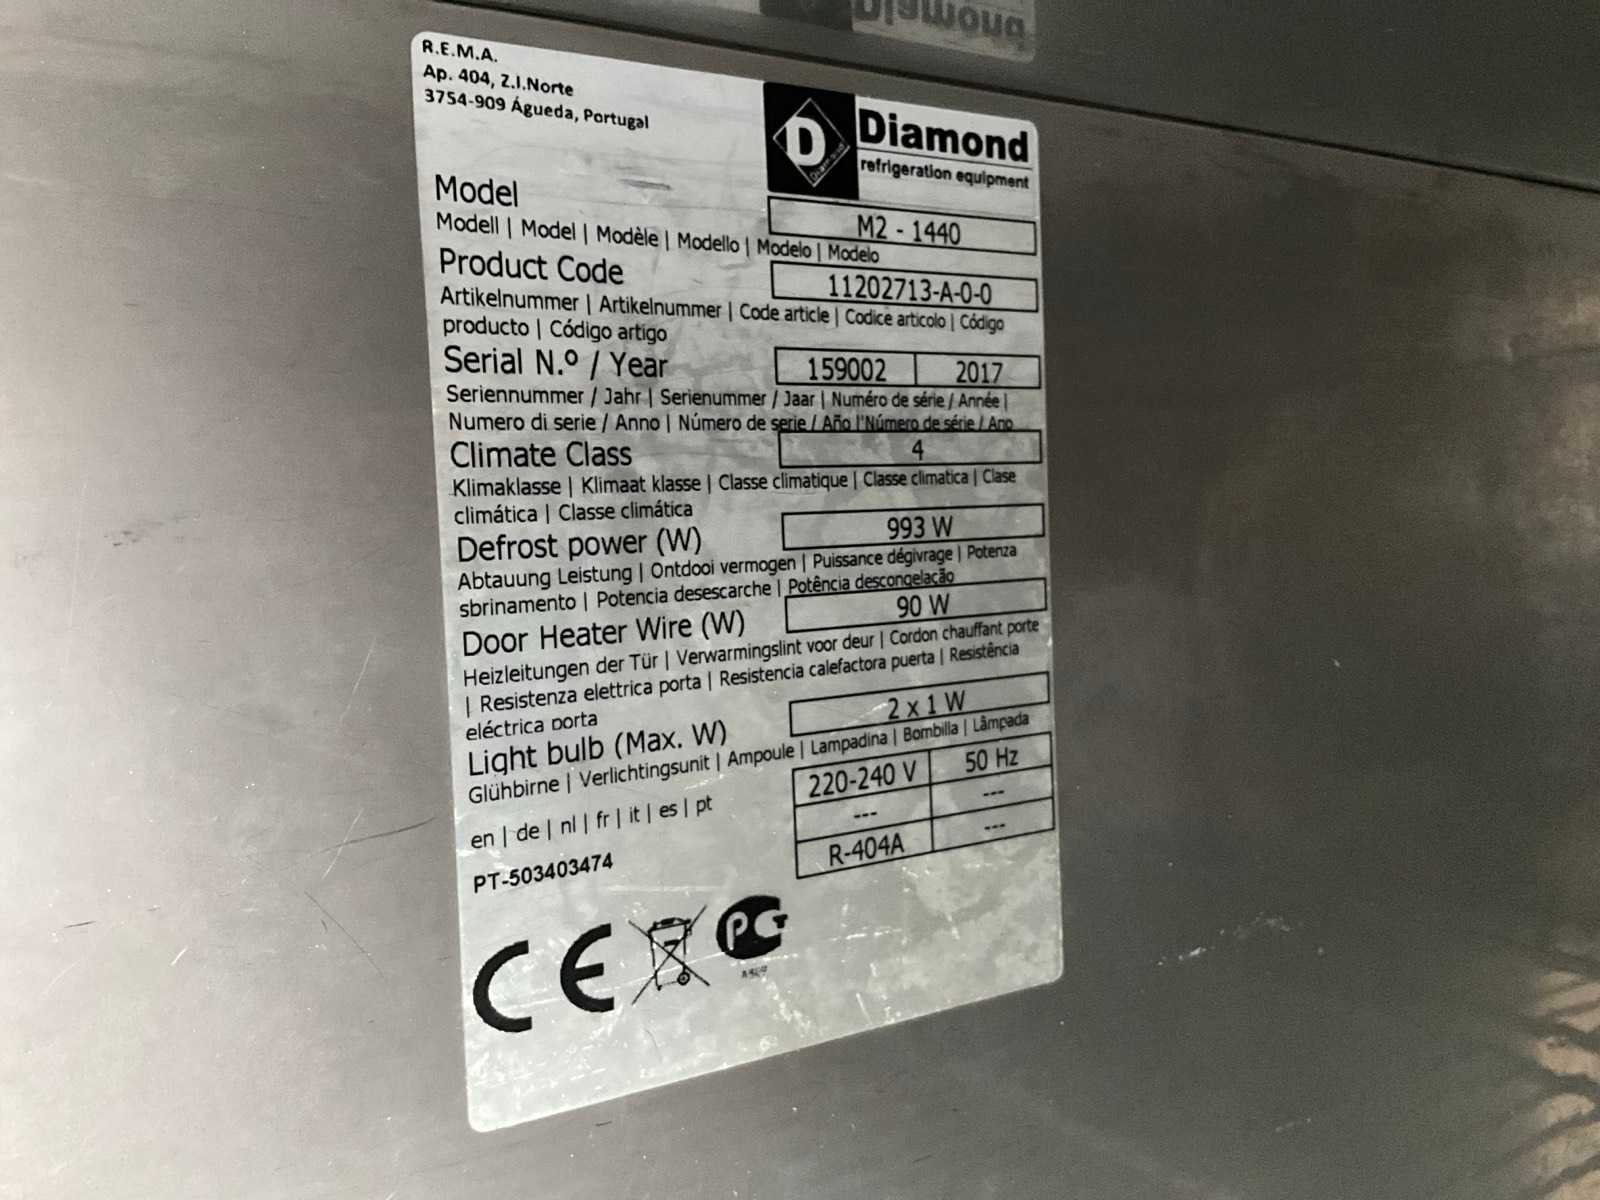 R.E.M.A.
Ap. 404, Z.I.Norte
3754-909 Águeda, Portugal
D
Diamond
Diamond
refrigeration equipment
Model
M2 - 1440
Modell | Model | Modèle | Modello | Modelo | Modelo
Product Code
11202713-A-0-0
Artikelnummer | Artikelnummer | Code article | Codice articolo | Código
producto | Código artigo
Serial N.º / Year
159002
2017
Seriennummer / Jahr | Serienummer / Jaar | Numéro de série / Année |
Numero di serie / Anno | Número de serie / Año l'Número de série / Ano
Climate Class
4
Klimaklasse | Klimaat klasse | Classe climatique | Classe climatica | Clase
climática | Classe climática
Defrost power (W)
993 W
Abtauung Leistung | Ontdooi vermogen | Puissance dégivrage | Potenza
sbrinamento | Potencia desescarche | Potência descongelação
Door Heater Wire (W)
90 W
Heizleitungen der Tür | Verwarmingslint voor deur | Cordon chauffant porte
| Resistenza elettrica porta | Resistencia calefactora puerta | Resistência
eléctrica porta
Light bulb (Max. W)
2 x 1 W
Glühbirne | Verlichtingsunit | Ampoule | Lampadina | Bombilla | Lâmpada
220-240 V
50 Hz
en | de | nl | fr | it | es | pt
---
---
R-404A
---
PT-503403474
CE
Diamond